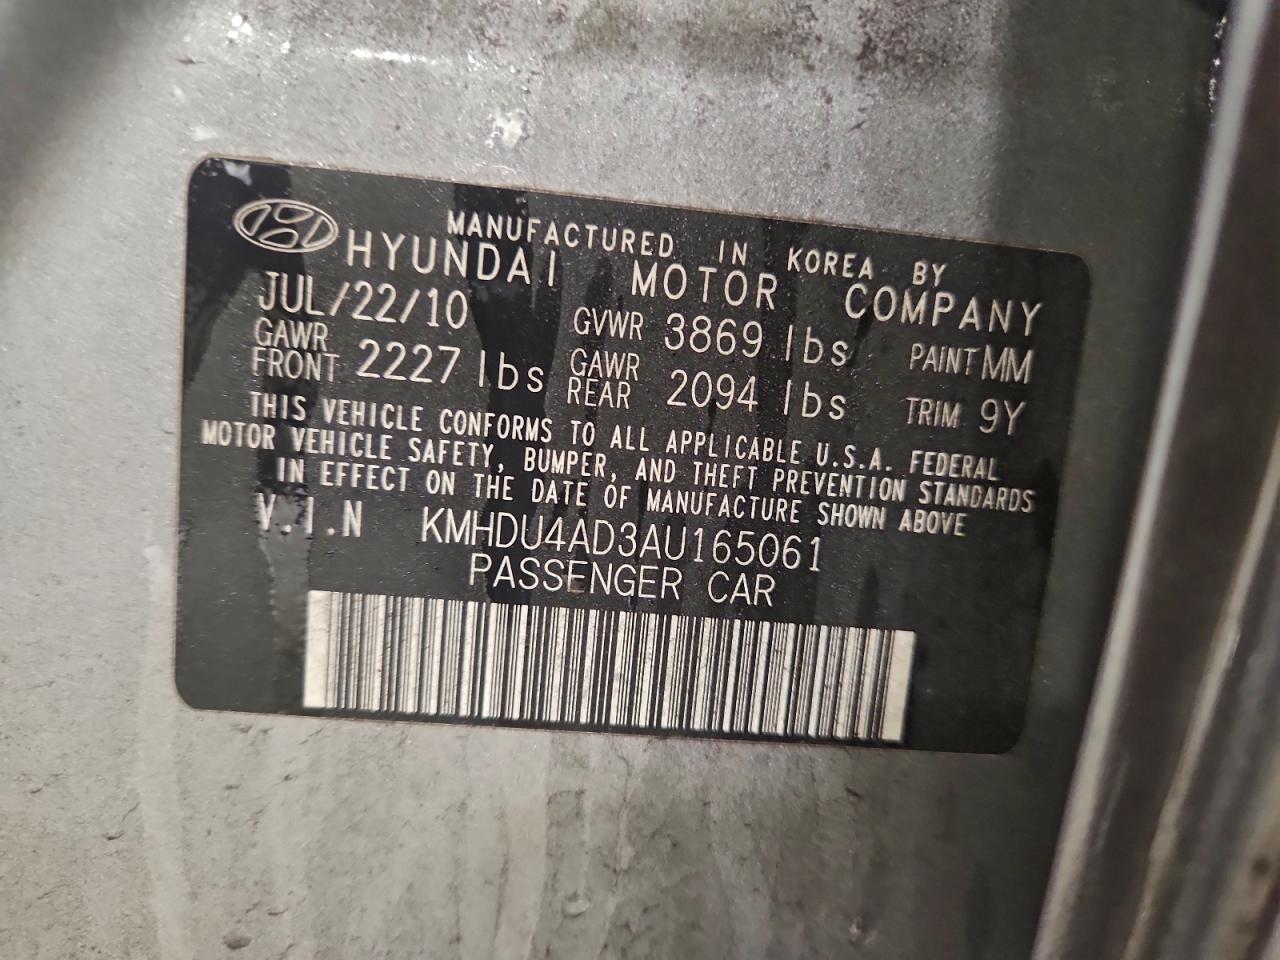 MANUFACTURED IN KOREA BY
HYUNDAI MOTOR COMPANY
JUL/22/10 GVWR 3869 lbs PAINT MM
GAWR FRONT 2227 lbs GAWR REAR 2094 lbs TRIM 9Y
THIS VEHICLE CONFORMS TO ALL APPLICABLE U.S.A. FEDERAL
MOTOR VEHICLE SAFETY, BUMPER, AND THEFT PREVENTION STANDARDS
IN EFFECT ON THE DATE OF MANUFACTURE SHOWN ABOVE
V.I.N KMHDU4AD3AU165061
PASSENGER CAR